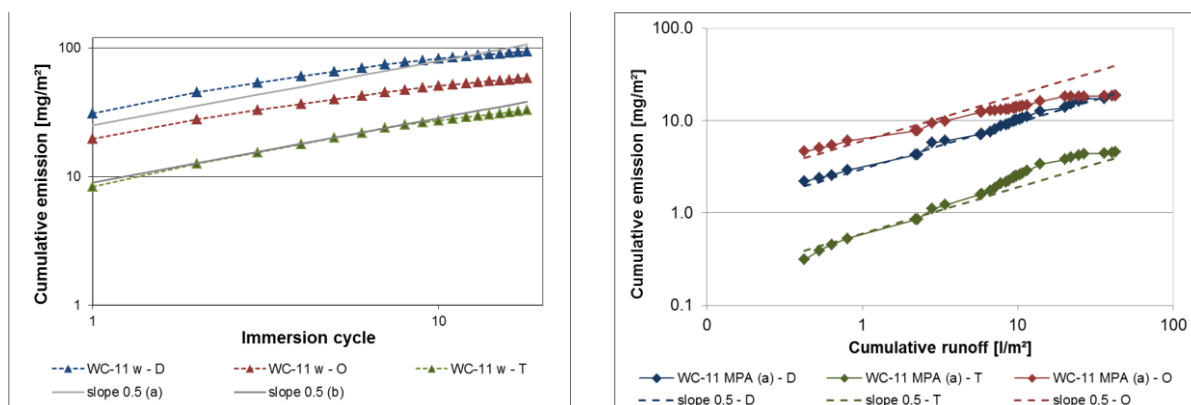 Cumulative emission [mg/m²]
100
10
1
1
10
Immersion cycle
WC-11 w - D
WC-11 w - O
WC-11 w - T
slope 0.5 (a)
slope 0.5 (b)
Cumulative emission [mg/m²]
100.0
10.0
1.0
0.1
0
1
10
100
Cumulative runoff [l/m²]
WC-11 MPA (a) - D
WC-11 MPA (a) - T
WC-11 MPA (a) - O
slope 0.5 - D
slope 0.5 - T
slope 0.5 - O